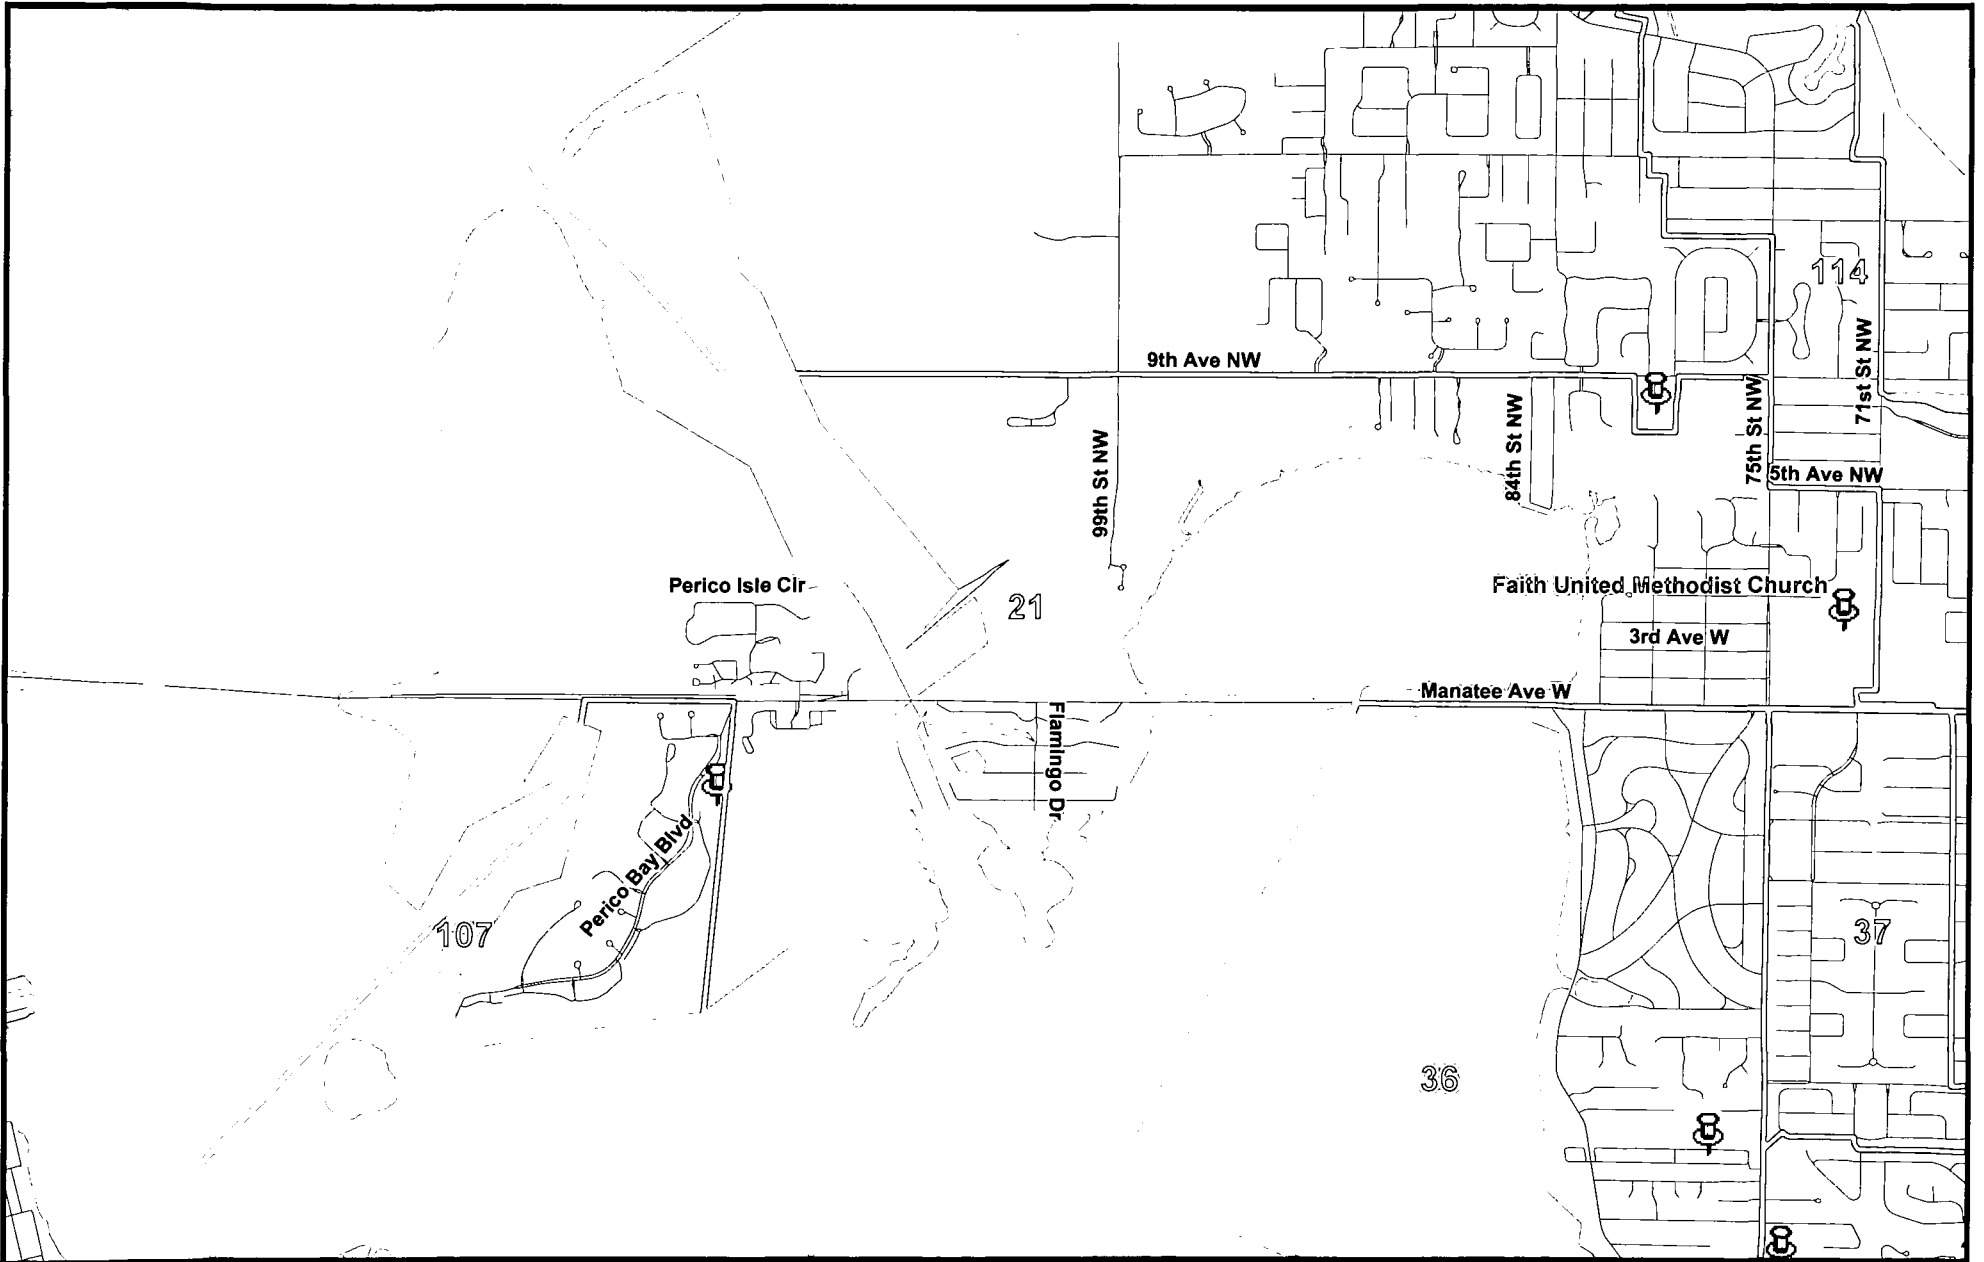 114
9th Ave NW
71st St NW
75th St NW
84th St NW
99th St NW
5th Ave NW
Perico Isle Cir
21
Faith United Methodist Church
3rd Ave W
Manatee Ave W
Flamingo Dr
Perico Bay Blvd
107
37
36